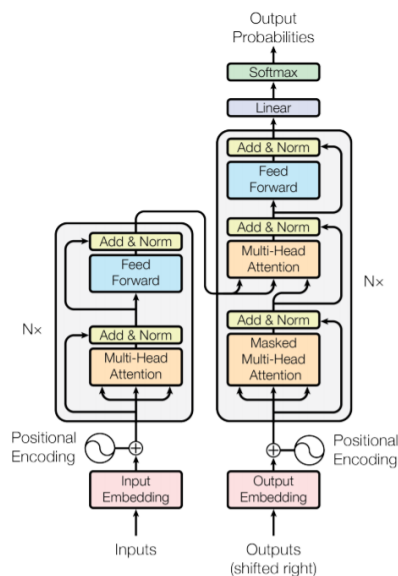 Output
Probabilities
Softmax
Linear
Add & Norm
Feed
Forward
Add & Norm
Multi-Head
Attention
Add & Norm
Masked
Multi-Head
Attention
Nx
Add & Norm
Feed
Forward
Add & Norm
Multi-Head
Attention
Nx
Positional
Encoding
Positional
Encoding
Input
Embedding
Output
Embedding
Inputs
Outputs
(shifted right)